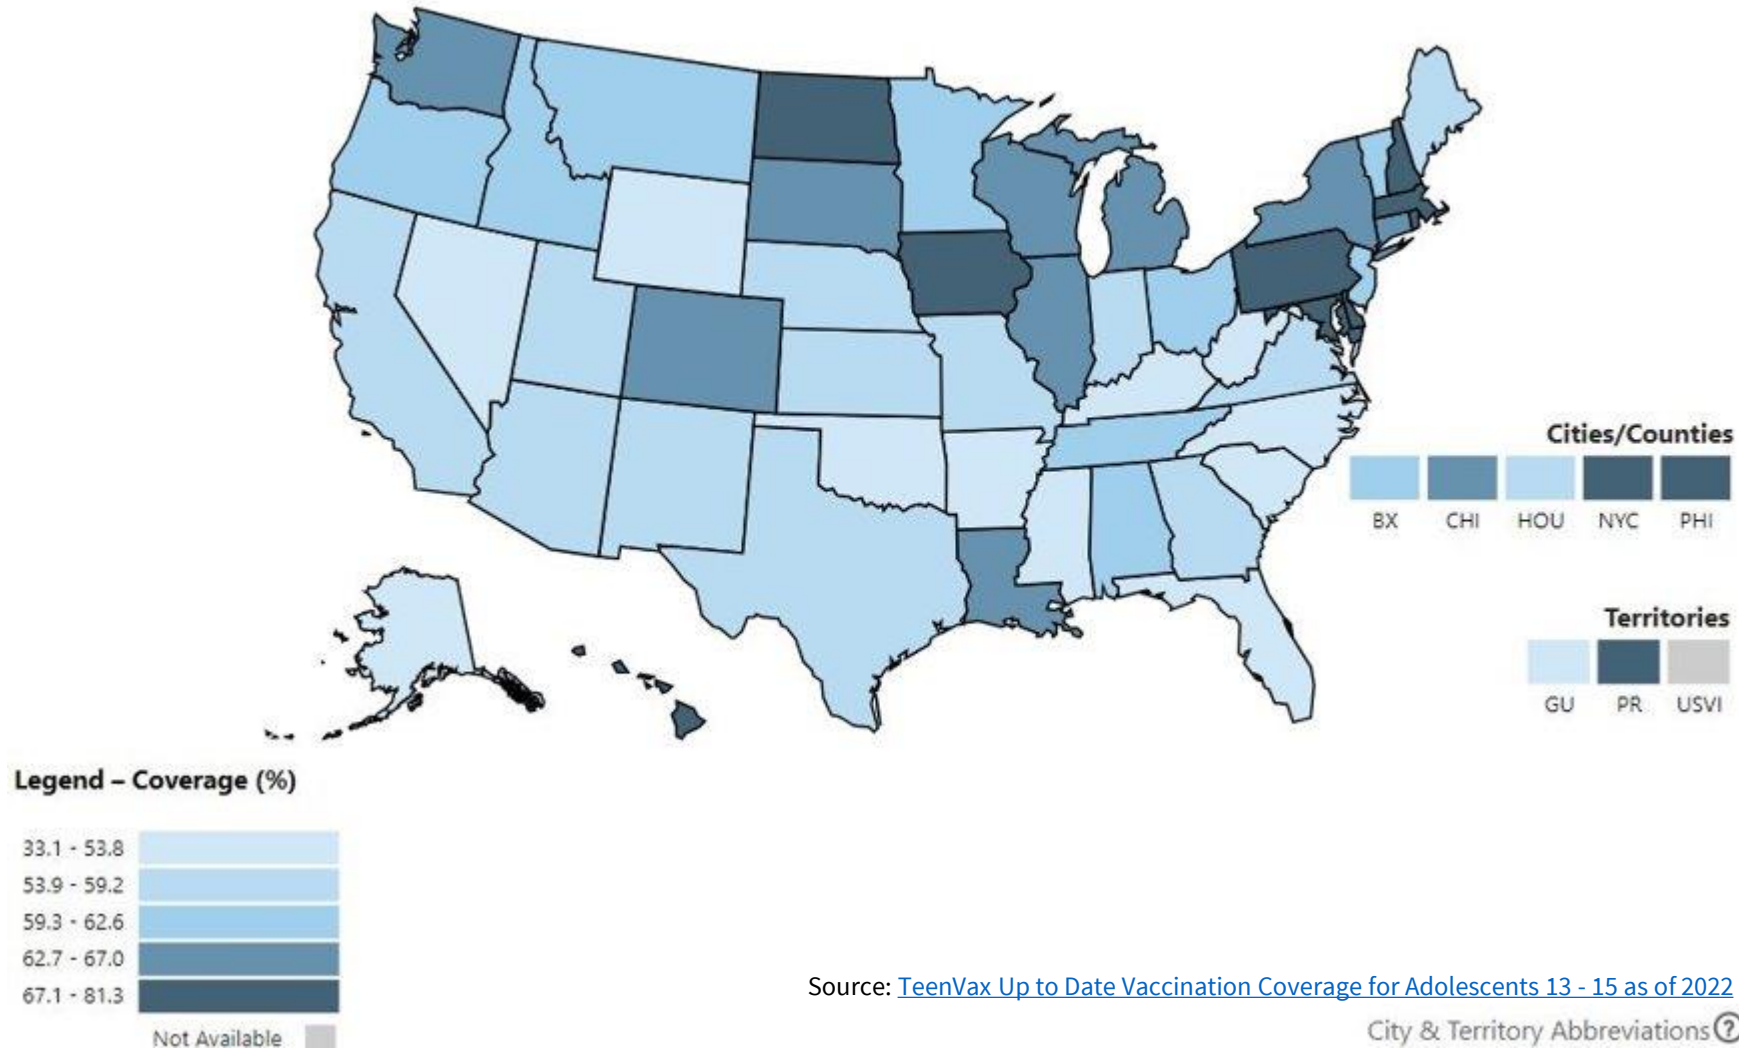 Cities/Counties
BX CHI HOU NYC PHI
Territories
GU PR USVI
Legend – Coverage (%)
33.1 - 53.8
53.9 - 59.2
59.3 - 62.6
62.7 - 67.0
67.1 - 81.3
Not Available
Source: TeenVax Up to Date Vaccination Coverage for Adolescents 13 - 15 as of 2022
City & Territory Abbreviations ?